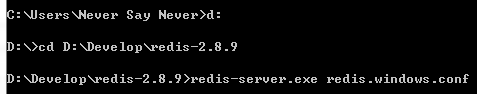 C:\Users\Never Say Never>d:
D:\>cd D:\Develop\redis-2.8.9
D:\Develop\redis-2.8.9>redis-server.exe redis.windows.conf